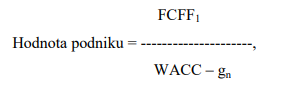 FCFF₁
Hodnota podniku = ---------------------,
WACC – gₙ